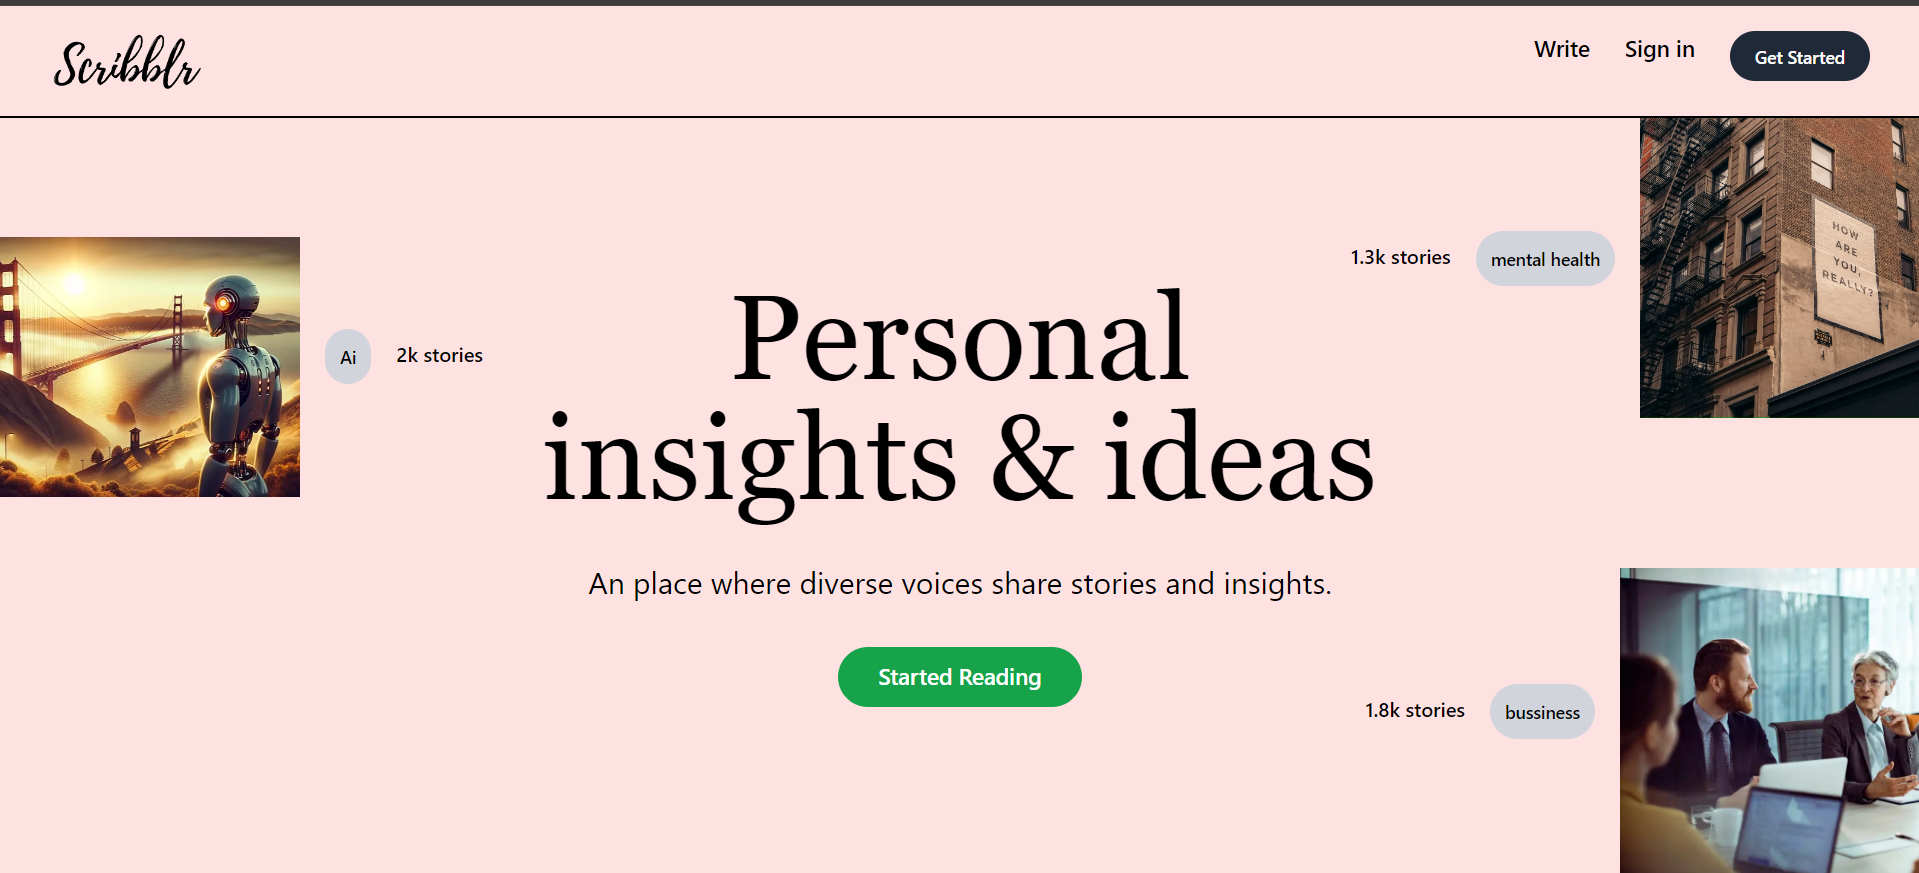 Scribblr
Write
Sign in
Get Started
1.3k stories
mental health
HOW
ARE
YOU,
REALLY?
Ai
2k stories
Personal
insights & ideas
An place where diverse voices share stories and insights.
Started Reading
1.8k stories
bussiness